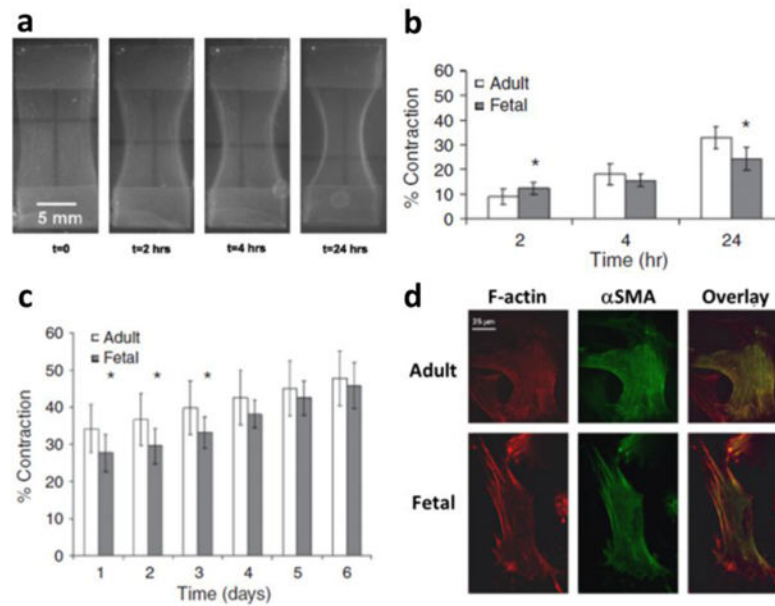 a
5 mm
t=0
t=2 hrs
t=4 hrs
t=24 hrs
b
60
50
40
30
20
10
0
% Contraction
Adult
Fetal
*
*
2
4
24
Time (hr)
c
60
50
40
30
20
10
0
% Contraction
Adult
Fetal
*
*
*
1
2
3
4
5
6
Time (days)
d
F-actin
αSMA
Overlay
25 μm
Adult
Fetal